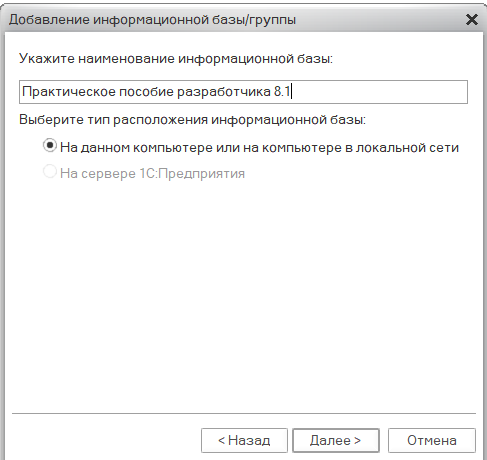 Добавление информационной базы/группы
Укажите наименование информационной базы:
Практическое пособие разработчика 8.1
Выберите тип расположения информационной базы:
На данном компьютере или на компьютере в локальной сети
На сервере 1С:Предприятия
< Назад Далее > Отмена